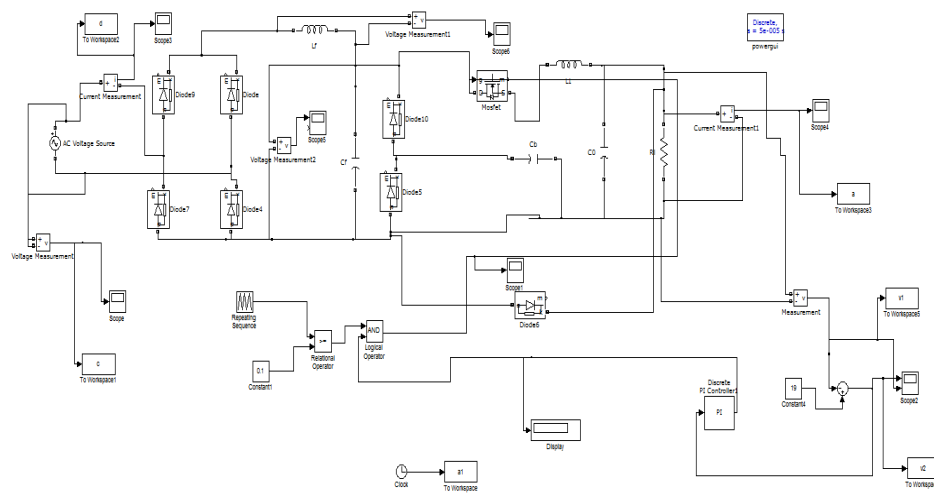 d
To Workspace2
Scope3
Lf
+
-
v
Voltage Measurement1
Scope6
Discrete,
s = 5e-005 s
powergui
+
i
-
Current Measurement
Diode9
Diode
g
m
D
S
Mosfet
L1
AC Voltage Source
Diode10
Scope5
+
v
-
Voltage Measurement2
Cf
Cb
C0
+
i
-
Current Measurement1
Scope4
Diode5
a
To Workspace3
Diode7
Diode4
+
v
-
Voltage Measurement
Scope
Scope1
m
Diode6
+
v
-
Measurement
v1
To Workspace5
Repeating
Sequence
>=
Relational
Operator
AND
Logical
Operator
0.1
Constant1
c
To Workspace1
Discrete
PI Controller1
PI
19
Constant4
Scope2
Display
Clock
a1
To Workspace
v2